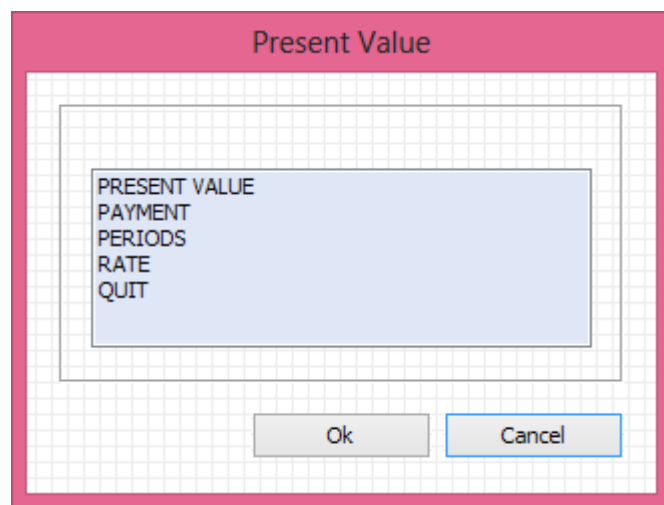 Present Value
PRESENT VALUE
PAYMENT
PERIODS
RATE
QUIT
Ok
Cancel